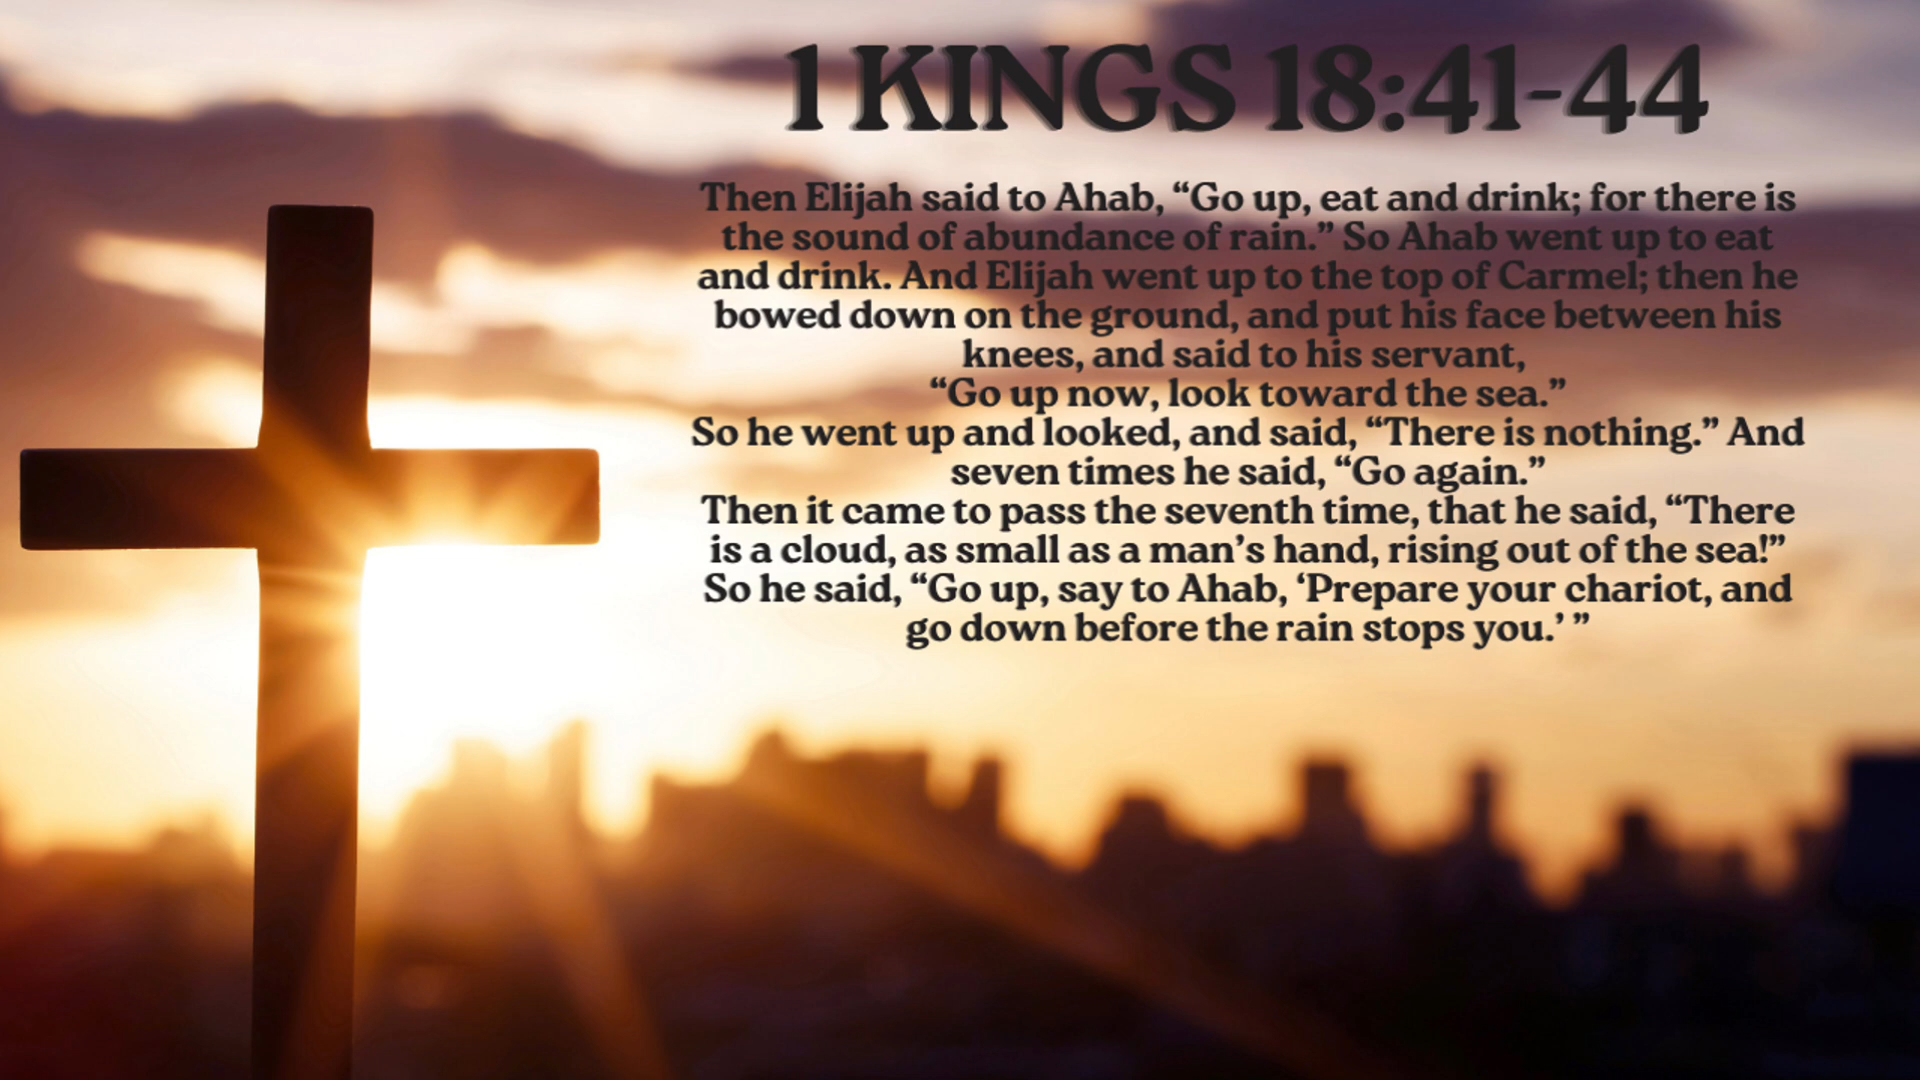 1 KINGS 18:41-44
Then Elijah said to Ahab, “Go up, eat and drink; for there is
the sound of abundance of rain.” So Ahab went up to eat
and drink. And Elijah went up to the top of Carmel; then he
bowed down on the ground, and put his face between his
knees, and said to his servant,
“Go up now, look toward the sea.”
So he went up and looked, and said, “There is nothing.” And
seven times he said, “Go again.”
Then it came to pass the seventh time, that he said, “There
is a cloud, as small as a man’s hand, rising out of the sea!”
So he said, “Go up, say to Ahab, ‘Prepare your chariot, and
go down before the rain stops you.’ ”